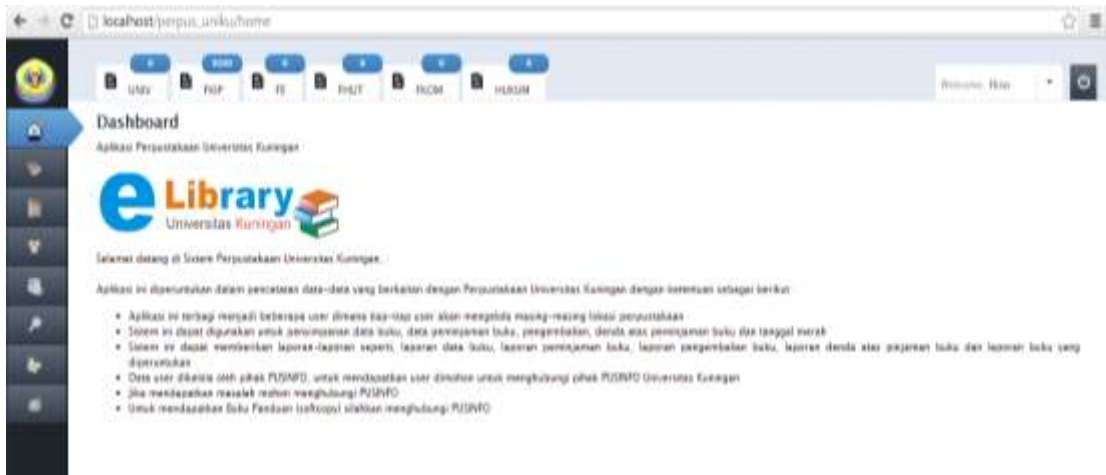 localhost/perpus_uniku/home
UNIV FKIP FE FHUT FKOM HUKUM
Welcome,
Dashboard
Aplikasi Perpustakaan Universitas Kuningan
e Library
Universitas Kuningan
Selamat datang di Sistem Perpustakaan Universitas Kuningan.
Aplikasi ini diperuntukan dalam pencatatan data-data yang berkaitan dengan Perpustakaan Universitas Kuningan dengan ketentuan sebagai berikut
Aplikasi ini terbagi menjadi beberapa user dimana tiap-tiap user akan mengelola masing-masing lokasi perpustakaan
Sistem ini dapat digunakan untuk penyimpanan data buku, data peminjaman buku, pengembalian, denda atas peminjaman buku dan tanggal merah
Sistem ini dapat memberikan laporan-laporan seperti, laporan data buku, laporan peminjaman buku, laporan pengembalian buku, laporan denda atas pinjaman buku dan laporan buku yang
diperuntukan
Data user dikelola oleh pihak PUSINFO, untuk mendapatkan user dimohon untuk menghubungi pihak PUSINFO Universitas Kuningan
Jika mendapatkan masalah mohon menghubungi PUSINFO
Untuk mendapatkan Buku Panduan (softcopy) silahkan menghubungi PUSINFO